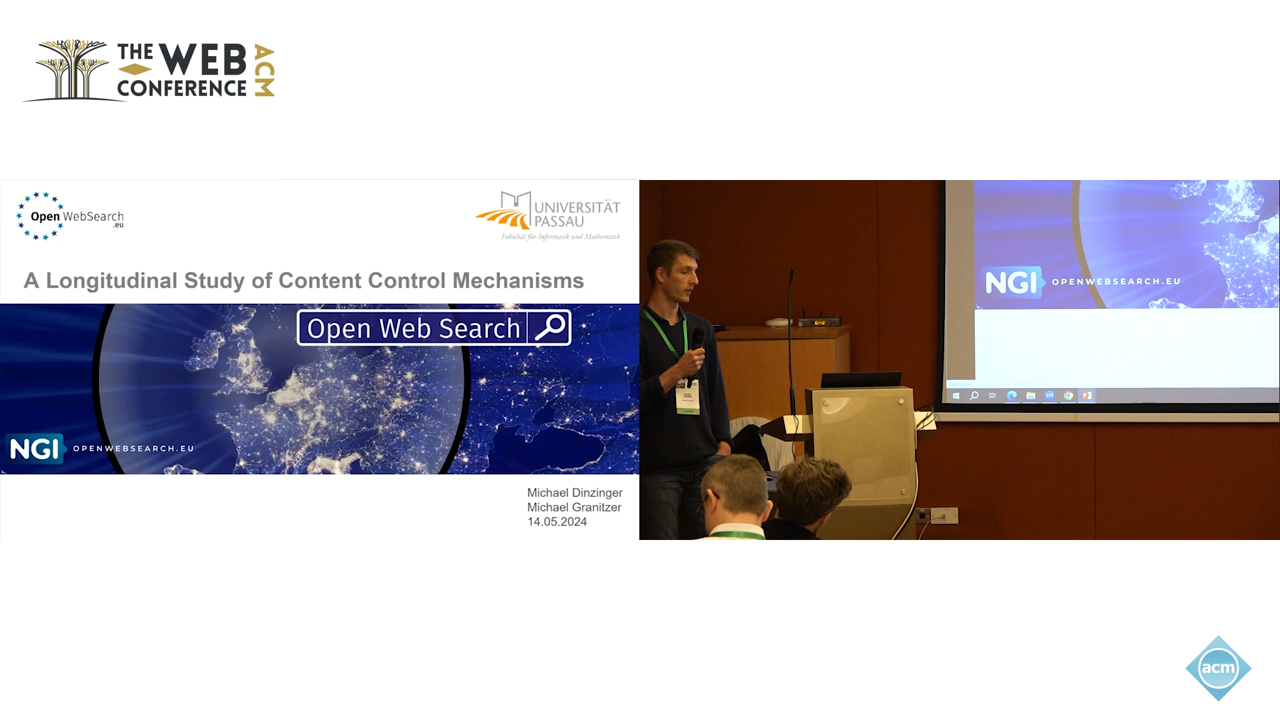 THE WEB CONFERENCE ACM
Open WebSearch
.eu
UNIVERSITÄT
PASSAU
Fakultät für Informatik und Mathematik
A Longitudinal Study of Content Control Mechanisms
Open Web Search
NGI OPENWEBSEARCH.EU
Michael Dinzinger
Michael Granitzer
14.05.2024
NGI OPENWEBSEARCH.EU
acm